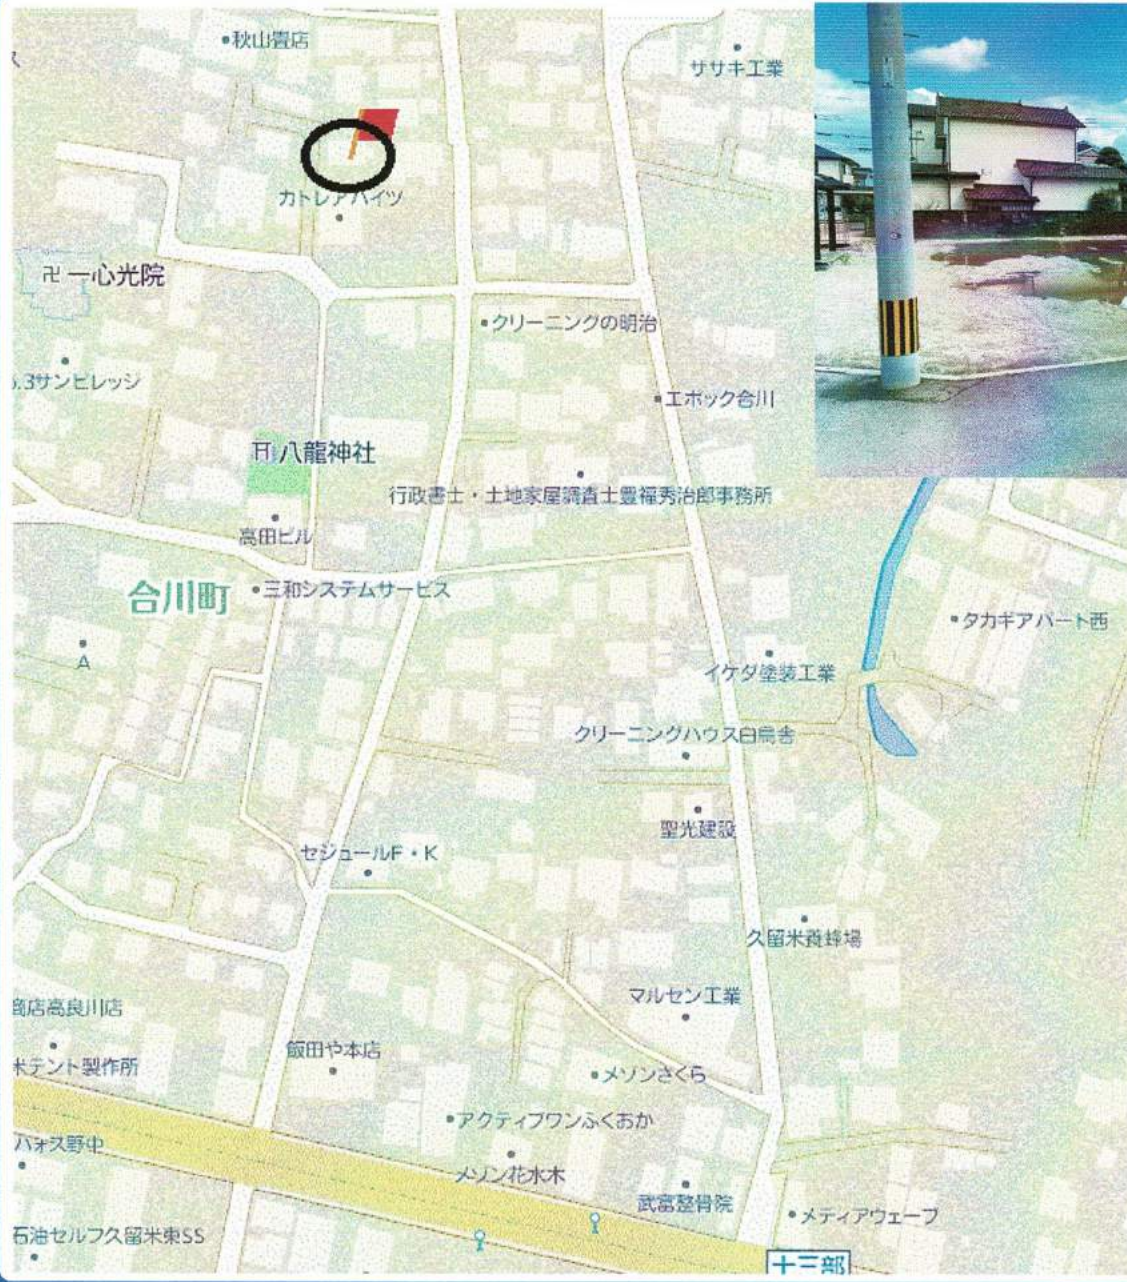 秋山畳店
ササキ工業
カトレアハイツ
卍 一心光院
クリーニングの明治
.3サンビレッジ
エポック合川
八龍神社
行政書士・土地家屋調査士豊福秀治郎事務所
高田ビル
合川町
三和システムサービス
タカギアパート西
A
イケダ塗装工業
クリーニングハウス白鳥舎
聖光建設
セジュールF・K
久留米養蜂場
マルセン工業
商店高良川店
飯田や本店
米テント製作所
メソンさくら
アクティブワンふくおか
ハオス野中
メソン花水木
武富整骨院
メディアウェーブ
石油セルフ久留米東SS
十三部